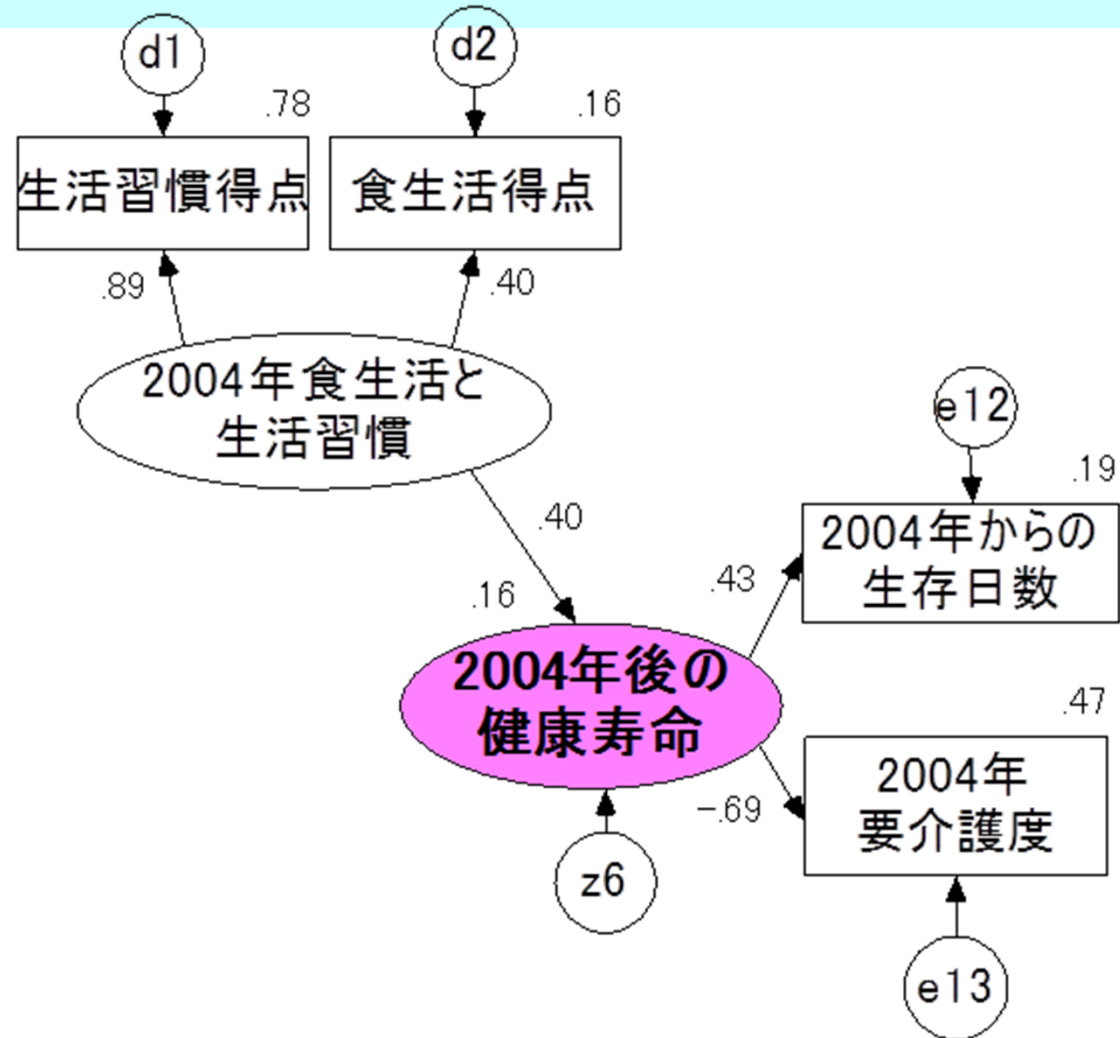 d1
d2
.78
.16
生活習慣得点
食生活得点
.89
.40
2004年食生活と
生活習慣
e12
.19
.40
2004年からの
生存日数
.43
.16
2004年後の
健康寿命
.47
2004年
要介護度
-.69
z6
e13